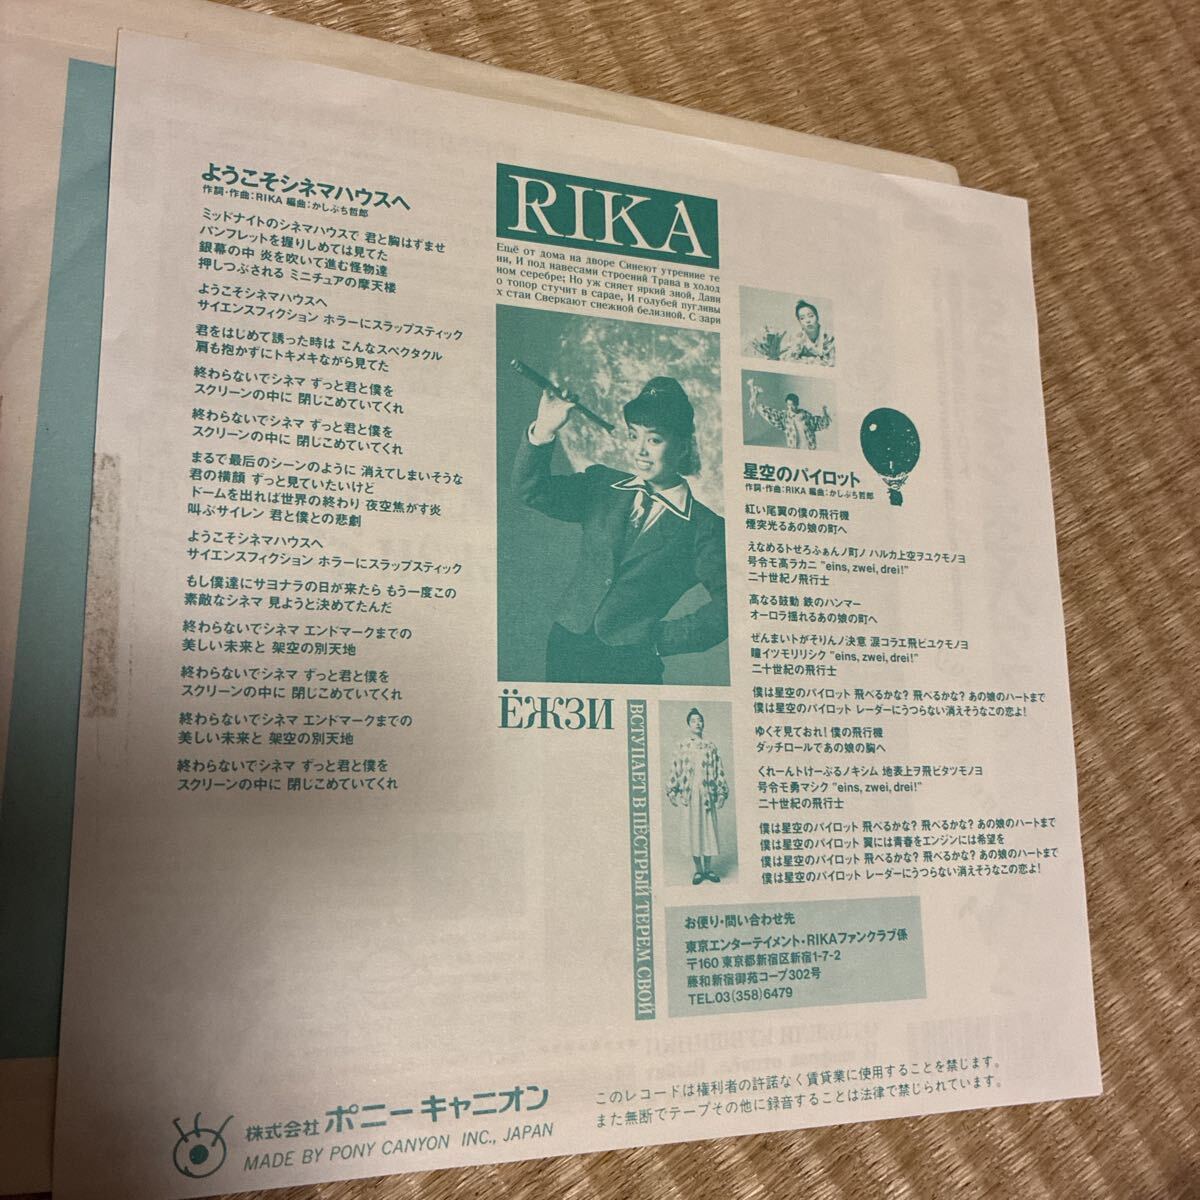 ようこそシネマハウスへ
作詞・作曲:RIKA 編曲:かしぶち哲郎
ミッドナイトのシネマハウスで 君と胸はずませ
パンフレットを握りしめては見てた
銀幕の中 炎を吹いて進む怪物達
押しつぶされる ミニチュアの摩天楼
ようこそシネマハウスへ
サイエンスフィクション ホラーにスラップスティック
君をはじめて誘った時は こんなスペクタクル
肩も抱かずにトキメキながら見てた
終わらないでシネマ ずっと君と僕を
スクリーンの中に 閉じこめていてくれ
終わらないでシネマ ずっと君と僕を
スクリーンの中に 閉じこめていてくれ
まるで最后のシーンのように 消えてしまいそうな
君の横顔 ずっと見ていたいけど
ドームを出れば世界の終わり 夜空焦がす炎
叫ぶサイレン 君と僕との悲劇
ようこそシネマハウスへ
サイエンスフィクション ホラーにスラップスティック
もし僕達にサヨナラの日が来たら もう一度この
素敵なシネマ 見ようと決めてたんだ
終わらないでシネマ エンドマークまでの
美しい未来と 架空の別天地
終わらないでシネマ ずっと君と僕を
スクリーンの中に 閉じこめていてくれ
終わらないでシネマ エンドマークまでの
美しい未来と 架空の別天地
終わらないでシネマ ずっと君と僕を
スクリーンの中に 閉じこめていてくれ
RIKA
Ещё от дома на дворе Синеют утренние те
ни, И под навесами строений Трава в холод
ном серебре; Но уж сияет яркий зной, Давн
о топор стучит в сарае, И голубей пугливы
х стаи Сверкают снежной белизной. С зари
ЁЖЗИ
ВСТУПАЕТ В ПЁСТРЫЙ ТЕРЕМ СВОЙ
星空のパイロット
作詞・作曲:RIKA 編曲:かしぶち哲郎
紅い尾翼の僕の飛行機
煙突光るあの娘の町へ
えなめるトせろふぁんノ町ノ ハルカ上空ヲユクモノヨ
号令モ高ラカニ "eins, zwei, drei!"
二十世紀ノ飛行士
高なる鼓動 鉄のハンマー
オーロラ揺れるあの娘の町へ
ぜんまいトがそりんノ決意 涙コラエ飛ビユクモノヨ
瞳イツモリリシク "eins, zwei, drei!"
二十世紀の飛行士
僕は星空のパイロット 飛べるかな? 飛べるかな? あの娘のハートまで
僕は星空のパイロット レーダーにうつらない消えそうなこの恋よ!
ゆくぞ見ておれ! 僕の飛行機
ダッチロールであの娘の胸へ
くれーんトけーぶるノキシム 地表上ヲ飛ビタツモノヨ
号令モ勇マシク "eins, zwei, drei!"
二十世紀の飛行士
僕は星空のパイロット 飛べるかな? 飛べるかな? あの娘のハートまで
僕は星空のパイロット 翼には青春をエンジンには希望を
僕は星空のパイロット 飛べるかな? 飛べるかな? あの娘のハートまで
僕は星空のパイロット レーダーにうつらない消えそうなこの恋よ!
お便り・問い合わせ先
東京エンターテイメント・RIKAファンクラブ係
〒160 東京都新宿区新宿1-7-2
藤和新宿御苑コープ302号
TEL.03(358)6479
株式会社 ポニーキャニオン
MADE BY PONY CANYON INC., JAPAN
このレコードは権利者の許諾なく賃貸業に使用することを禁じます。
また無断でテープその他に録音することは法律で禁じられています。